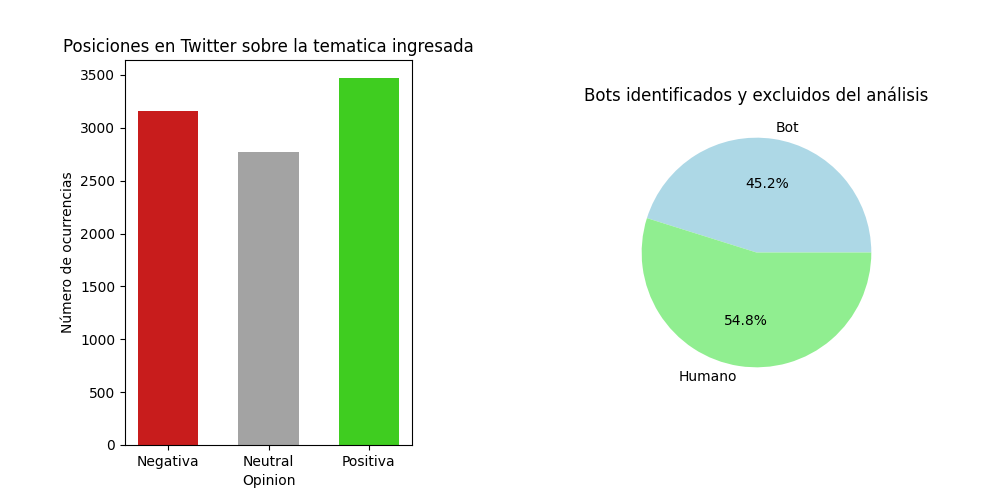 Posiciones en Twitter sobre la tematica ingresada
Número de ocurrencias
3500
3000
2500
2000
1500
1000
500
0
Negativa
Neutral
Positiva
Opinion
Bots identificados y excluidos del análisis
Bot
45.2%
54.8%
Humano